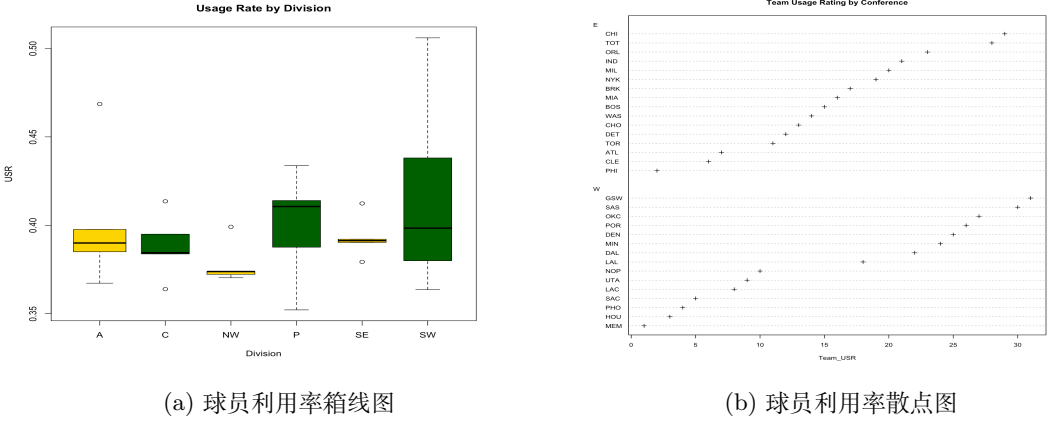 Usage Rate by Division
USR
0.50
0.45
0.40
0.35
A C NW P SE SW
Division
(a) 球员利用率箱线图
Team Usage Rating by Conference
E
CHI
TOT
ORL
IND
MIL
NYK
BRK
MIA
BOS
WAS
CHO
DET
TOR
ATL
CLE
PHI
W
GSW
SAS
OKC
POR
DEN
MIN
DAL
LAL
NOP
UTA
LAC
SAC
PHO
HOU
MEM
0 5 10 15 20 25 30
Team_USR
(b) 球员利用率散点图